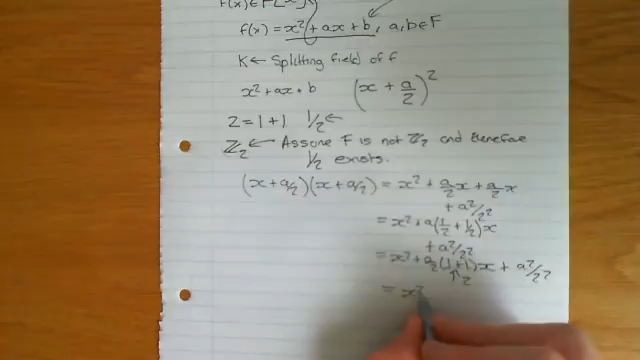 f(x) ∈ F[x]
f(x) = x² + ax + b, a, b ∈ F
K ← Splitting field of f
x² + ax + b (x + a/2)²
2 = 1 + 1 1/2 ←
ℤ₂ ← Assume F is not ℤ₂ and therefore
1/2 exists.
(x + a/2)(x + a/2) = x² + a/2 x + a/2 x
+ a²/2²
= x² + a(1/2 + 1/2)x
+ a²/2²
= x² + a/2(1+1)x + a²/2²
↑ 2
= x²